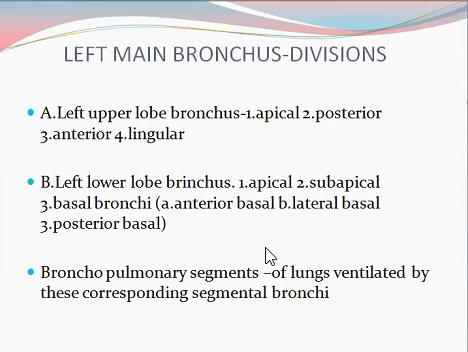 LEFT MAIN BRONCHUS-DIVISIONS
A.Left upper lobe bronchus-1.apical 2.posterior
3.anterior 4.lingular
B.Left lower lobe brinchus. 1.apical 2.subapical
3.basal bronchi (a.anterior basal b.lateral basal
3.posterior basal)
Broncho pulmonary segments –of lungs ventilated by
these corresponding segmental bronchi